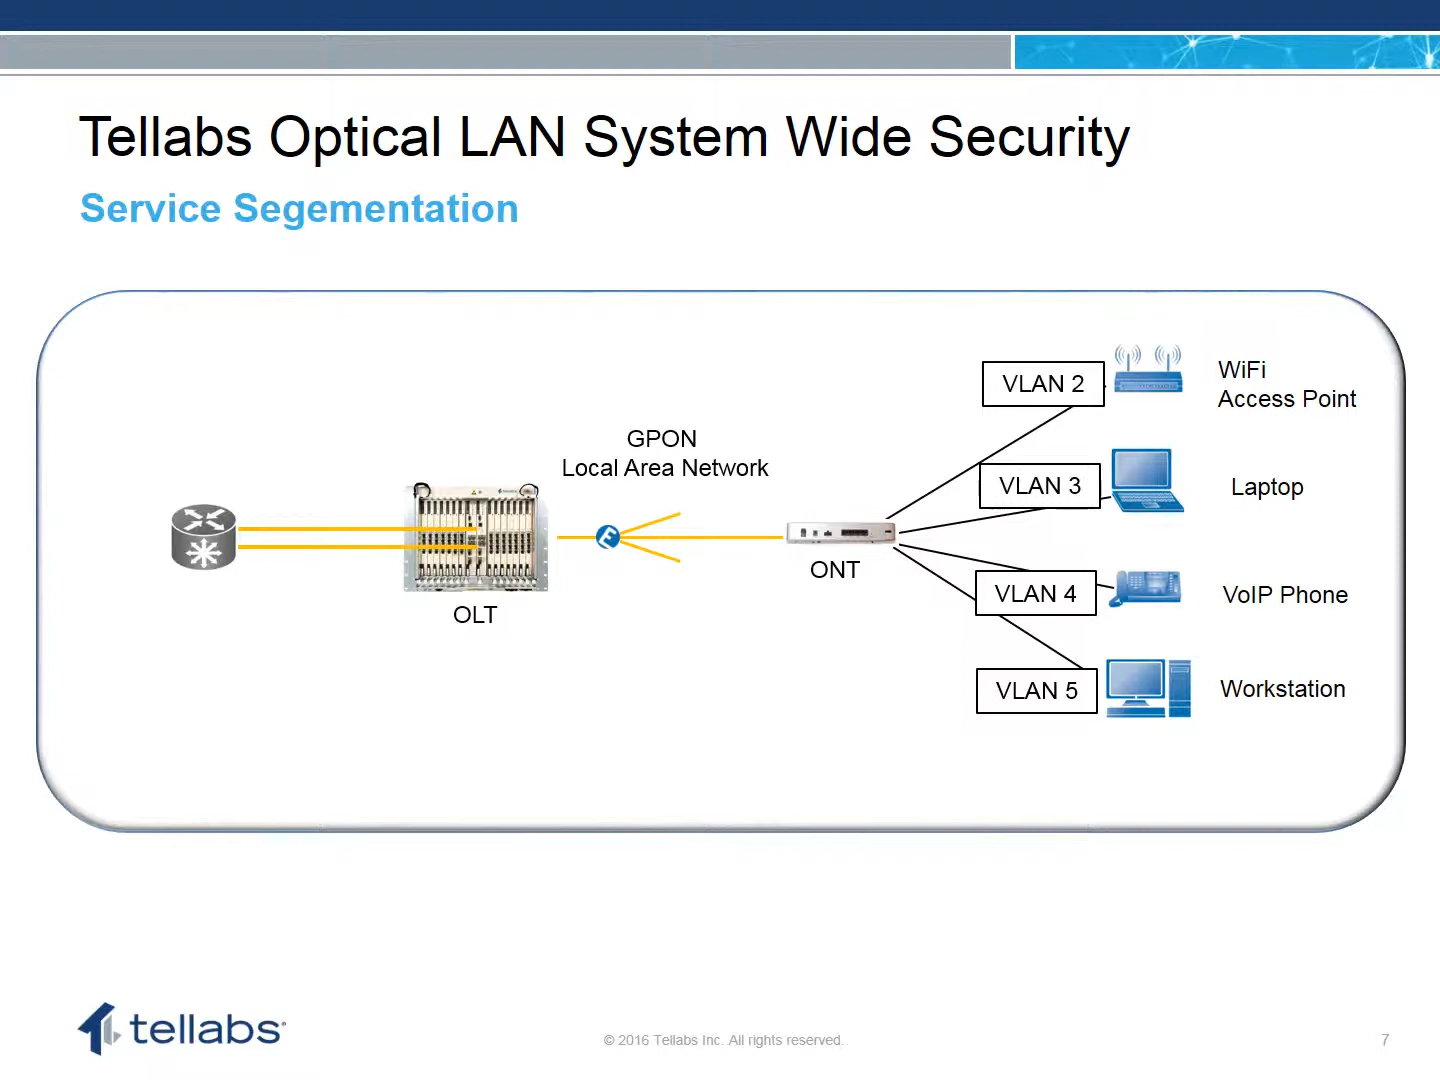 Tellabs Optical LAN System Wide Security
Service Segementation
GPON
Local Area Network
OLT
ONT
VLAN 2
WiFi
Access Point
VLAN 3
Laptop
VLAN 4
VoIP Phone
VLAN 5
Workstation
tellabs
© 2016 Tellabs Inc. All rights reserved.
7